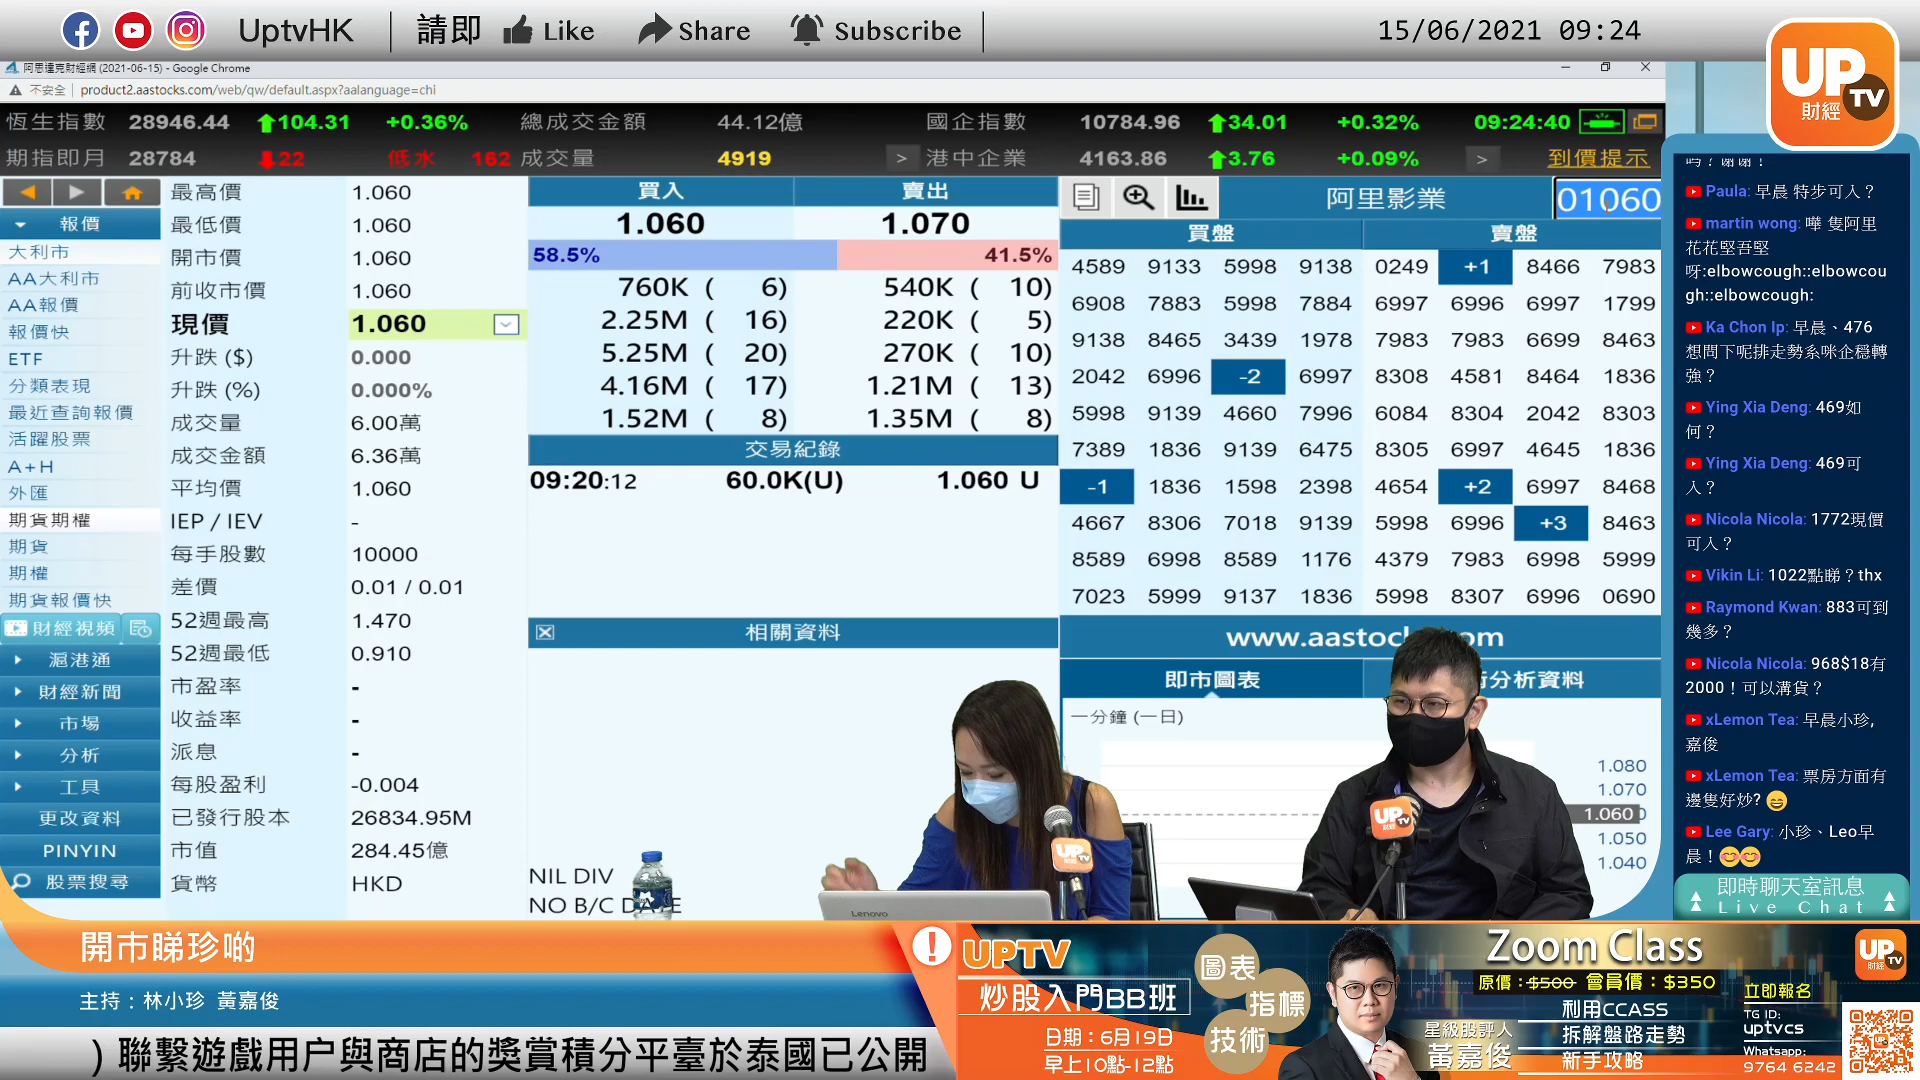 UptvHK 請即 Like Share Subscribe 15/06/2021 09:24
UPTV 財經
阿思達克財經網 (2021-06-15) - Google Chrome
不安全 product2.aastocks.com/web/qw/default.aspx?aalanguage=chi
恆生指數 28946.44 104.31 +0.36% 總成交金額 44.12億 國企指數 10784.96 34.01 +0.32% 09:24:40
期指即月 28784 22 低水 162 成交量 4919 > 港中企業 4163.86 3.76 +0.09% > 到價提示
報價
大利市
AA大利市
AA報價
報價快
ETF
分類表現
最近查詢報價
活躍股票
A+H
外匯
期貨期權
期貨
期權
期貨報價快
財經視頻
滬港通
財經新聞
市場
分析
工具
更改資料
PINYIN
股票搜尋
最高價 1.060
最低價 1.060
開市價 1.060
前收市價 1.060
現價 1.060
升跌 ($) 0.000
升跌 (%) 0.000%
成交量 6.00萬
成交金額 6.36萬
平均價 1.060
IEP / IEV -
每手股數 10000
差價 0.01 / 0.01
52週最高 1.470
52週最低 0.910
市盈率 -
收益率 -
派息 -
每股盈利 -0.004
已發行股本 26834.95M
市值 284.45億
貨幣 HKD
買入 賣出
1.060 1.070
58.5% 41.5%
760K ( 6) 540K ( 10)
2.25M ( 16) 220K ( 5)
5.25M ( 20) 270K ( 10)
4.16M ( 17) 1.21M ( 13)
1.52M ( 8) 1.35M ( 8)
交易紀錄
09:20:12 60.0K(U) 1.060 U
相關資料
NIL DIV
NO B/C DATE
阿里影業 01060
買盤 賣盤
4589 9133 5998 9138 0249 +1 8466 7983
6908 7883 5998 7884 6997 6996 6997 1799
9138 8465 3439 1978 7983 7983 6699 8463
2042 6996 -2 6997 8308 4581 8464 1836
5998 9139 4660 7996 6084 8304 2042 8303
7389 1836 9139 6475 8305 6997 4645 1836
-1 1836 1598 2398 4654 +2 6997 8468
4667 8306 7018 9139 5998 6996 +3 8463
8589 6998 8589 1176 4379 7983 6998 5999
7023 5999 9137 1836 5998 8307 6996 0690
www.aastoc om
即市圖表 分析資料
一分鐘 (一日)
1.080
1.070
1.060
1.050
1.040
Lenovo
UPTV 財經
UPTV 財經
嗎？謝謝！
Paula: 早晨 特步可入？
martin wong: 嘩 隻阿里
花花堅吾堅
呀:elbowcough::elbowcou
gh::elbowcough:
Ka Chon Ip: 早晨、476
想問下呢排走勢系咪企穩轉
強？
Ying Xia Deng: 469如
何？
Ying Xia Deng: 469可
入？
Nicola Nicola: 1772現價
可入？
Vikin Li: 1022點睇？thx
Raymond Kwan: 883可到
幾多？
Nicola Nicola: 968$18有
2000！可以溝貨？
xLemon Tea: 早晨小珍,
嘉俊
xLemon Tea: 票房方面有
邊隻好炒?
Lee Gary: 小珍、Leo早
晨！
即時聊天室訊息
Live Chat
開市睇珍啲
主持：林小珍 黃嘉俊
）聯繫遊戲用户與商店的獎賞積分平臺於泰國已公開
UPTV
炒股入門BB班
日期：6月19日
早上10點-12點
圖表
指標
技術
Zoom Class
原價：$500 會員價：$350
星級股評人
黃嘉俊
利用CCASS
拆解盤路走勢
新手攻略
UPTV 財經
立即報名
TG ID:
uptvcs
Whatsapp:
9764 6242